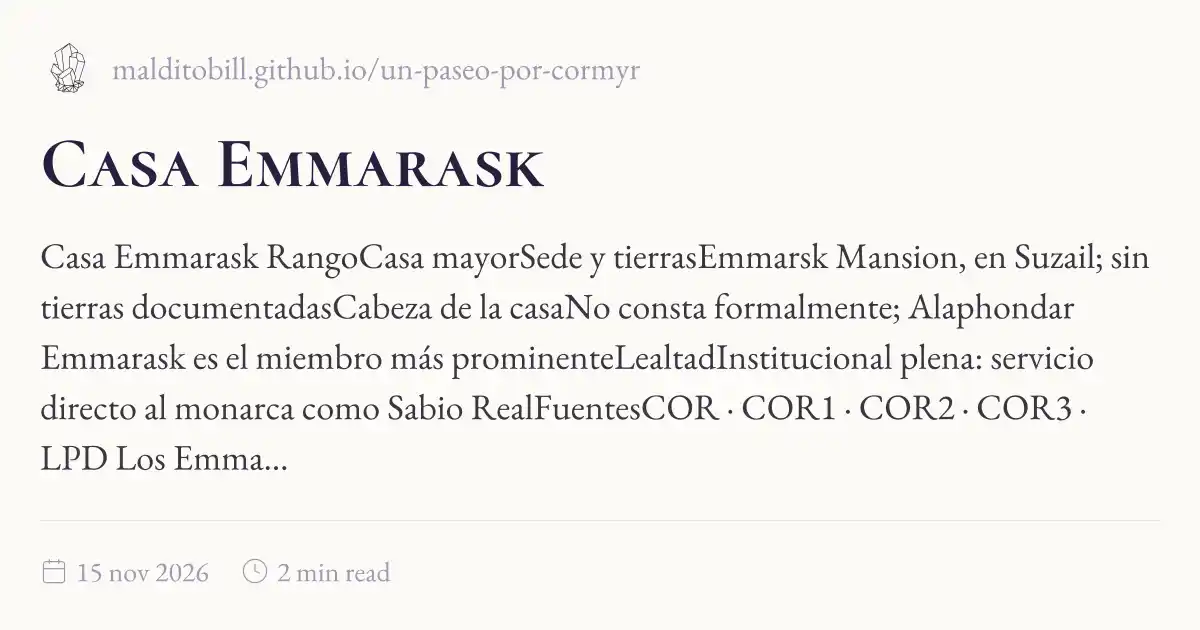 malditobill.github.io/un-paseo-por-cormyr
Casa Emmarask
Casa Emmarask RangoCasa mayorSede y tierrasEmmarsk Mansion, en Suzail; sin
tierras documentadasCabeza de la casaNo consta formalmente; Alaphondar
Emmarask es el miembro más prominenteLealtadInstitucional plena: servicio
directo al monarca como Sabio RealFuentesCOR · COR1 · COR2 · COR3 ·
LPD Los Emma...
15 nov 2026
2 min read